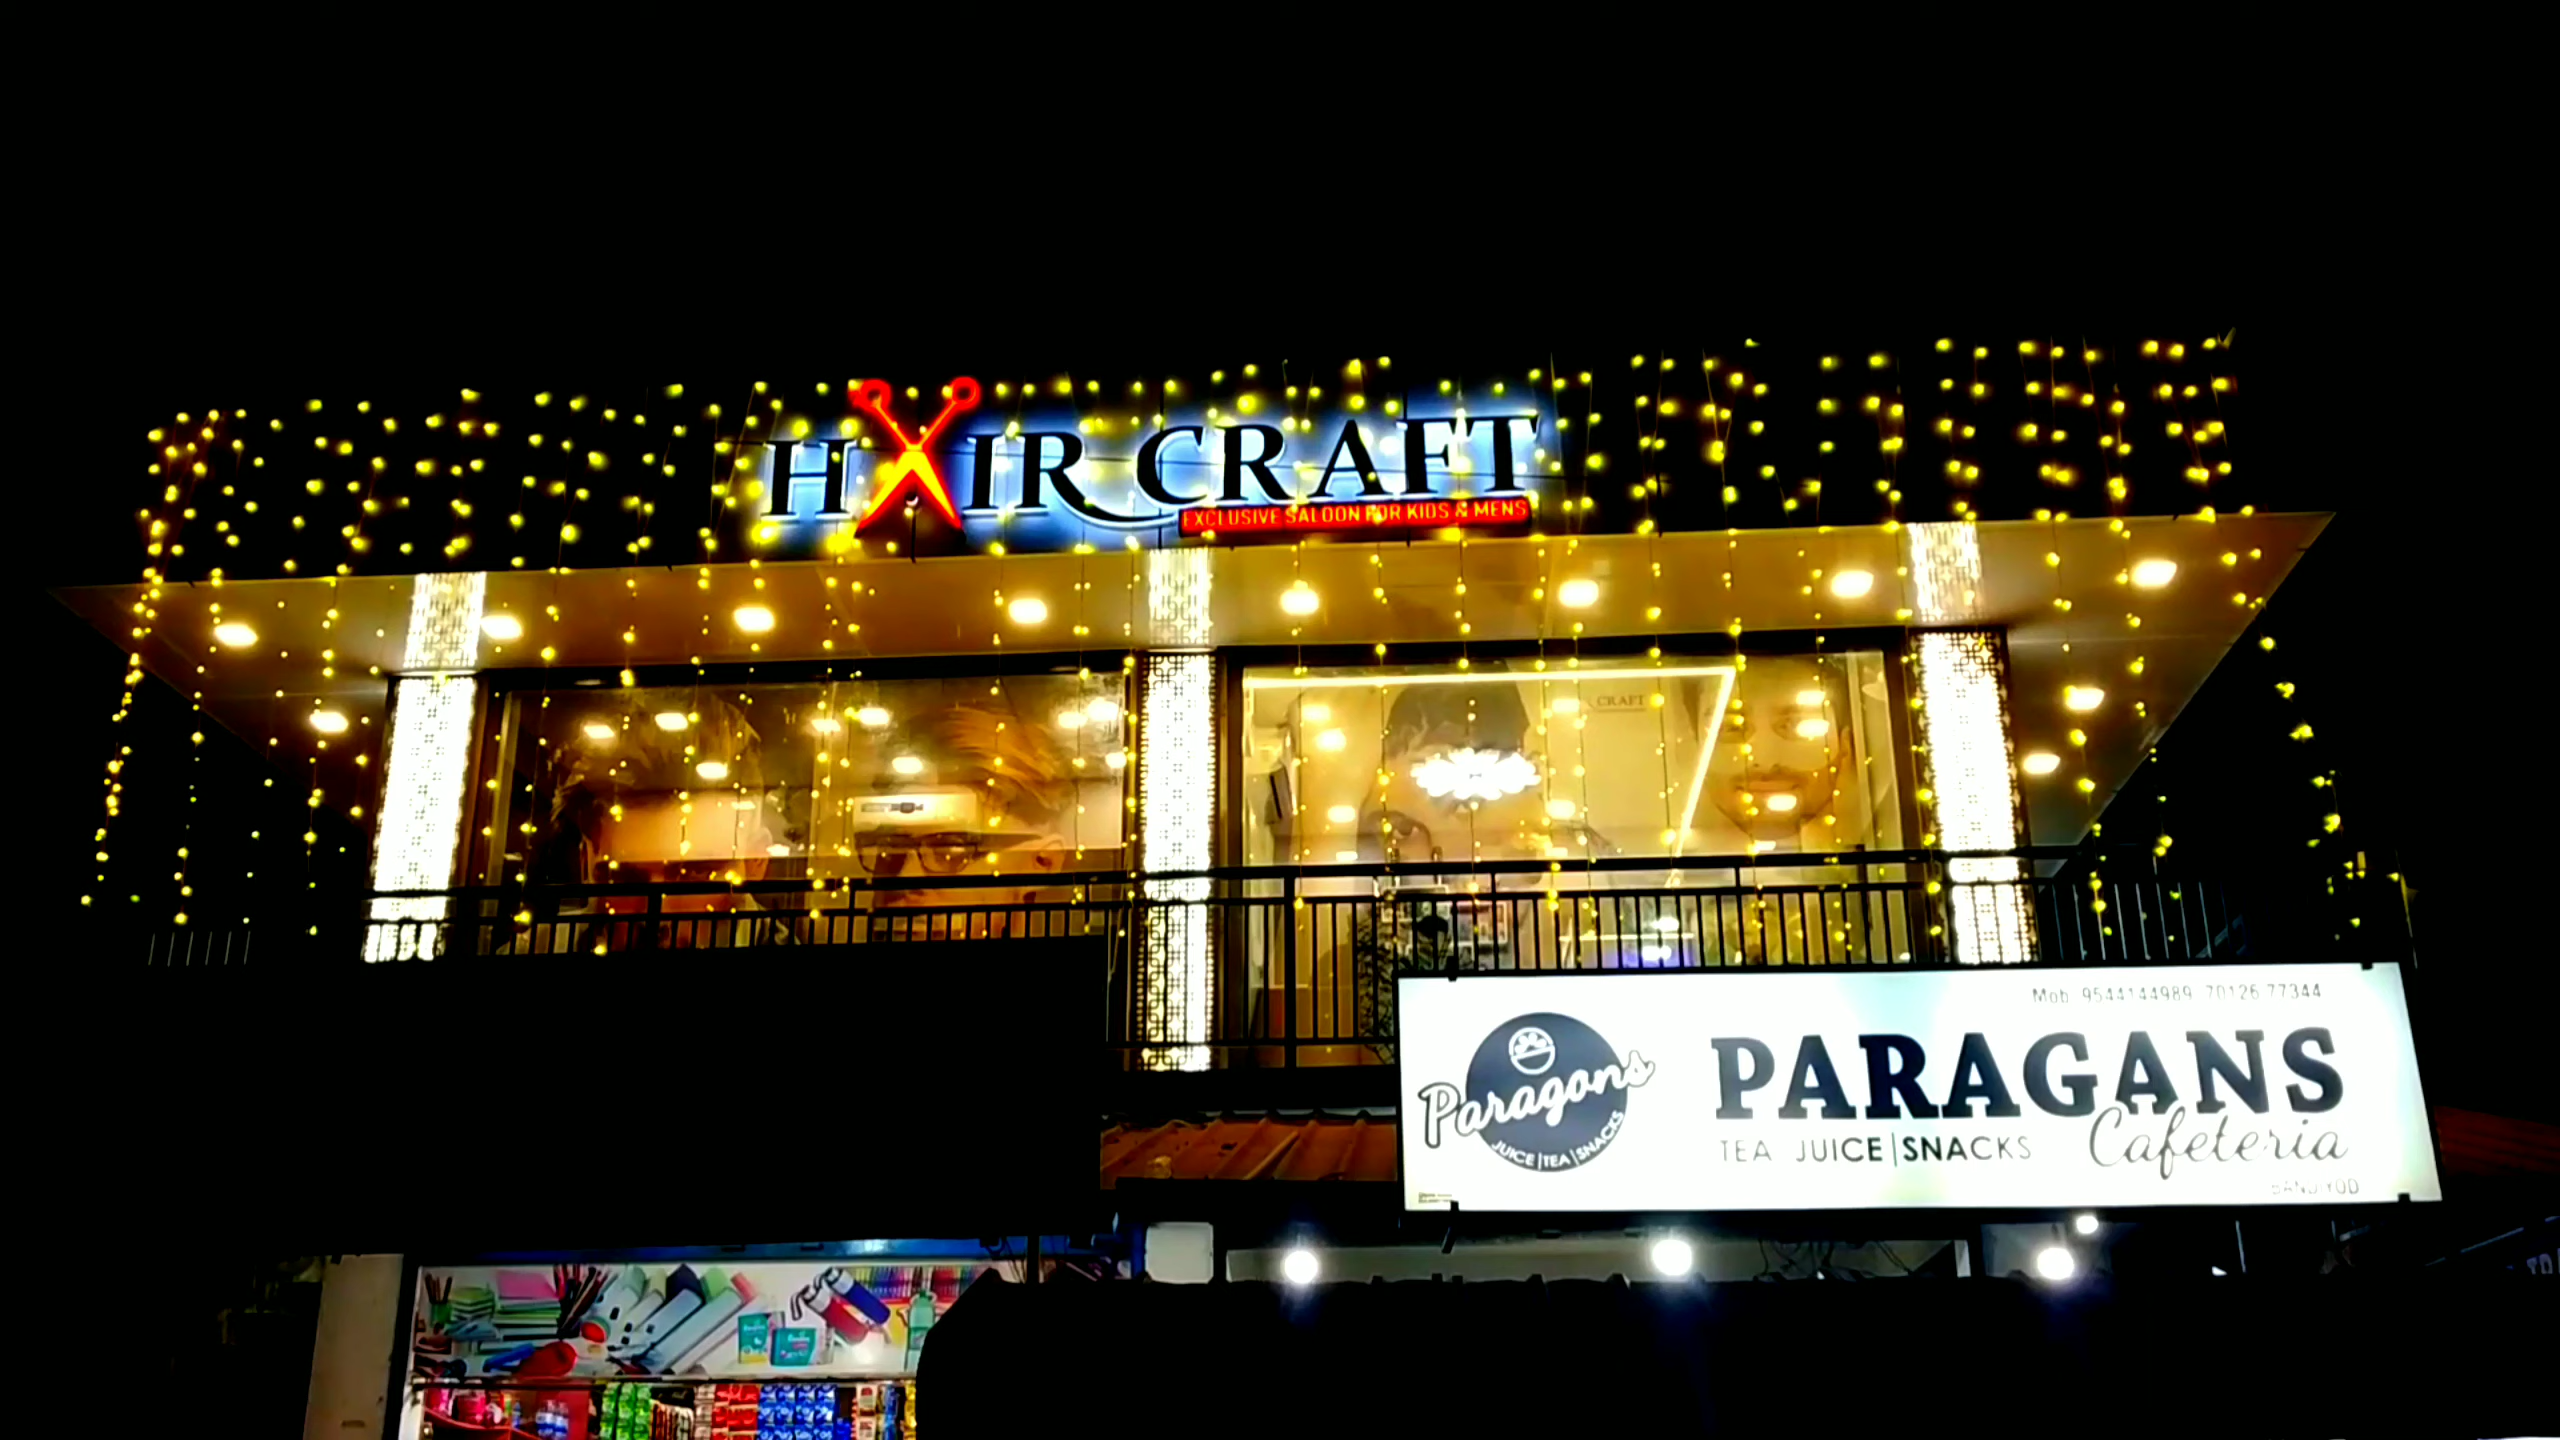 HAIR CRAFT
EXCLUSIVE SALOON FOR KIDS & MENS
CRAFT
Mob 9544144989 70126 77344
Paragons
JUICE|TEA|SNACKS
PARAGANS
Cafeteria
TEA JUICE|SNACKS